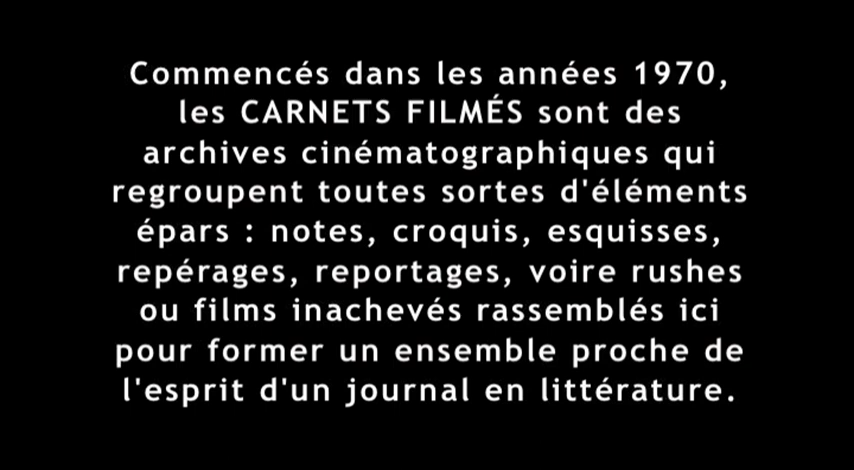 Commencés dans les années 1970,
les CARNETS FILMÉS sont des
archives cinématographiques qui
regroupent toutes sortes d'éléments
épars : notes, croquis, esquisses,
repérages, reportages, voire rushes
ou films inachevés rassemblés ici
pour former un ensemble proche de
l'esprit d'un journal en littérature.